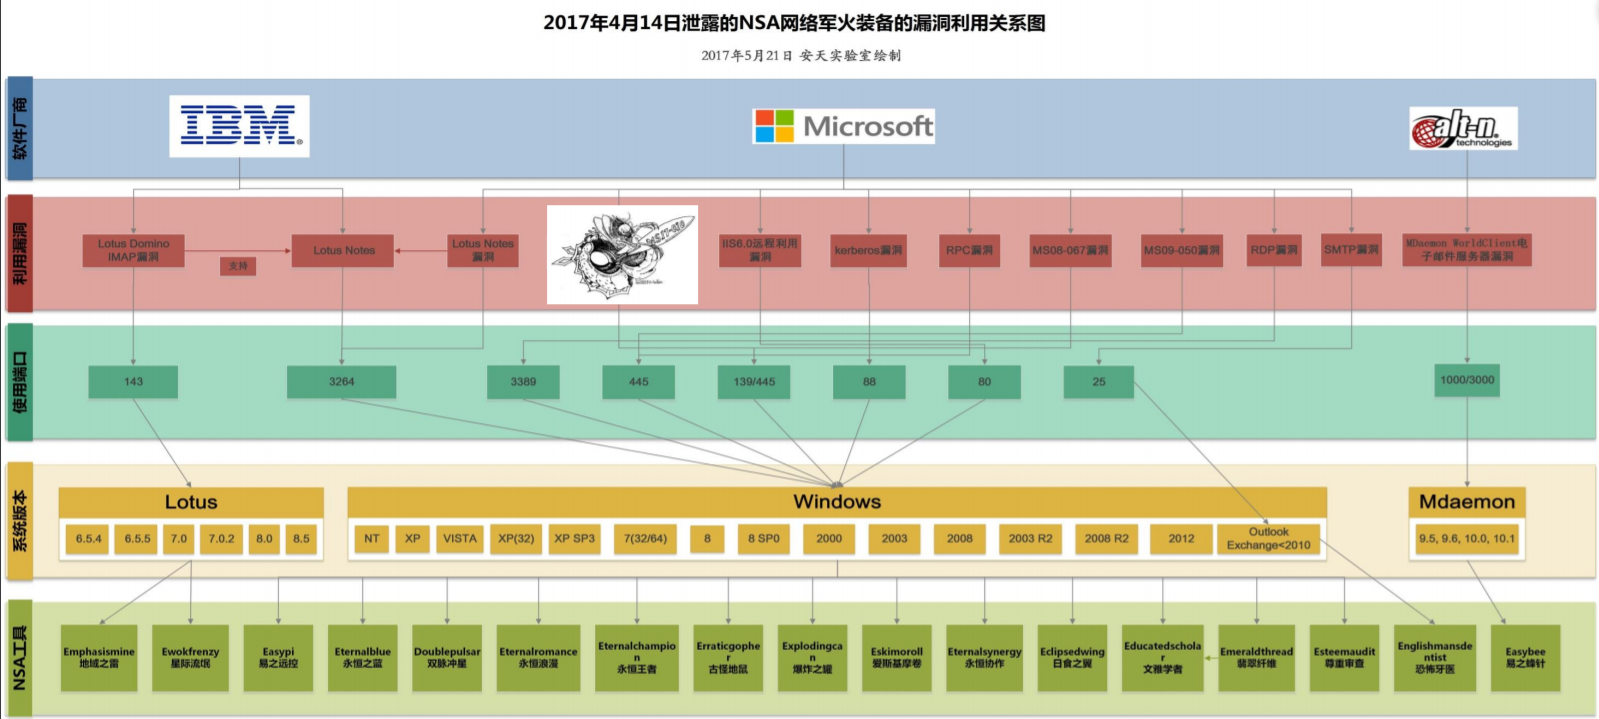 2017年4月14日泄露的NSA网络军火装备的漏洞利用关系图
2017年5月21日 安天实验室绘制
软件厂商
IBM
Microsoft
alt-n
technologies
利用漏洞
Lotus Domino
IMAP漏洞
支持
Lotus Notes
Lotus Notes
漏洞
IIS6.0远程利用
漏洞
kerberos漏洞
RPC漏洞
MS08-067漏洞
MS09-050漏洞
RDP漏洞
SMTP漏洞
MDaemon WorldClient电
子邮件服务器漏洞
使用端口
143
3264
3389
445
139/445
88
80
25
1000/3000
系统版本
Lotus
6.5.4
6.5.5
7.0
7.0.2
8.0
8.5
Windows
NT
XP
VISTA
XP(32)
XP SP3
7(32/64)
8
8 SP0
2000
2003
2008
2003 R2
2008 R2
2012
Outlook
Exchange<2010
Mdaemon
9.5, 9.6, 10.0, 10.1
NSA工具
Emphasismine
地域之雷
Ewokfrenzy
星际流氓
Easypi
易之远控
Eternalblue
永恒之蓝
Doublepulsar
双脉冲星
Eternalromance
永恒浪漫
Eternalchampio
n
永恒王者
Erraticgophe
r
古怪地鼠
Explodingca
n
爆炸之罐
Eskimoroll
爱斯基摩卷
Eternalsynergy
永恒协作
Eclipsedwing
日食之翼
Educatedschola
r
文雅学者
Emeraldthread
翡翠纤维
Esteemaudit
尊重审查
Englishmansde
ntist
恐怖牙医
Easybee
易之蜂针